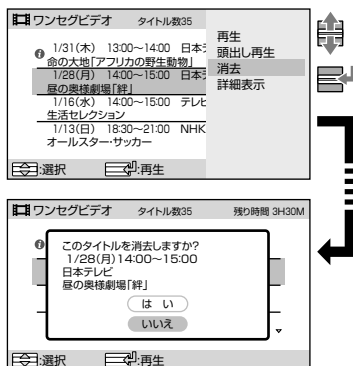 ワンセグビデオ タイトル数35
1/31(木) 13:00~14:00 日本
命の大地｢アフリカの野生動物｣
1/28(月) 14:00~15:00 日本
昼の奥様劇場｢絆｣
1/16(水) 14:00~15:00 テレビ
生活セレクション
1/13(日) 18:30~21:00 NHK
オールスター･サッカー
再生
頭出し再生
消去
詳細表示
:選択 :再生
ワンセグビデオ タイトル数35 残り時間 3H30M
このタイトルを消去しますか?
1/28(月)14:00~15:00
日本テレビ
昼の奥様劇場｢絆｣
は い
いいえ
:選択 :再生